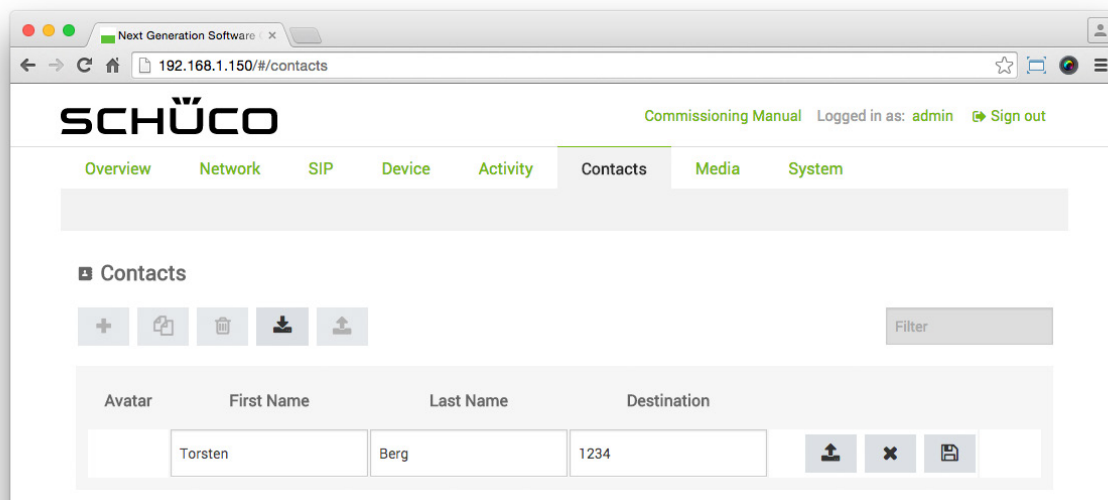 Next Generation Software
192.168.1.150/#/contacts
SCHÜCO
Commissioning Manual Logged in as: admin Sign out
Overview Network SIP Device Activity Contacts Media System
Contacts
Filter
Avatar First Name Last Name Destination
Torsten Berg 1234